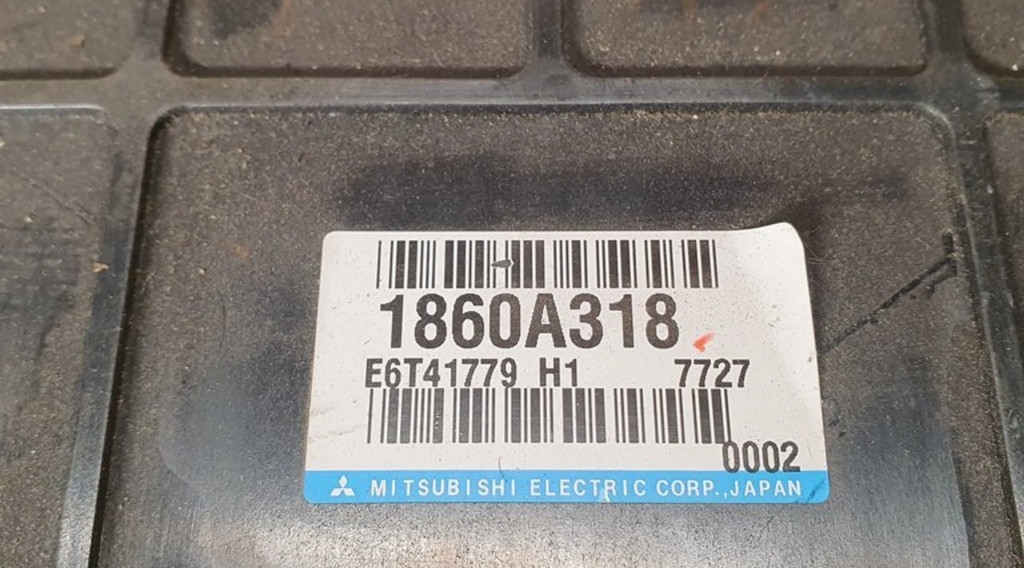 1860A318
E6T41779 H1 7727
0002
MITSUBISHI ELECTRIC CORP.,JAPAN